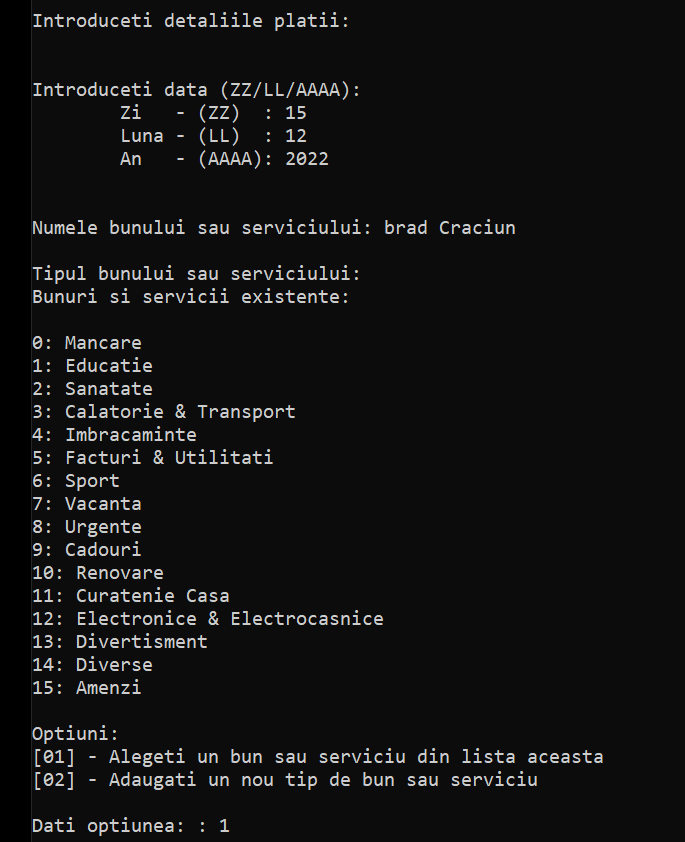 Introduceti detaliile platii:
Introduceti data (ZZ/LL/AAAA):
Zi - (ZZ) : 15
Luna - (LL) : 12
An - (AAAA): 2022
Numele bunului sau serviciului: brad Craciun
Tipul bunului sau serviciului:
Bunuri si servicii existente:
0: Mancare
1: Educatie
2: Sanatate
3: Calatorie & Transport
4: Imbracaminte
5: Facturi & Utilitati
6: Sport
7: Vacanta
8: Urgente
9: Cadouri
10: Renovare
11: Curatenie Casa
12: Electronice & Electrocasnice
13: Divertisment
14: Diverse
15: Amenzi
Optiuni:
[01] - Alegeti un bun sau serviciu din lista aceasta
[02] - Adaugati un nou tip de bun sau serviciu
Dati optiunea: : 1